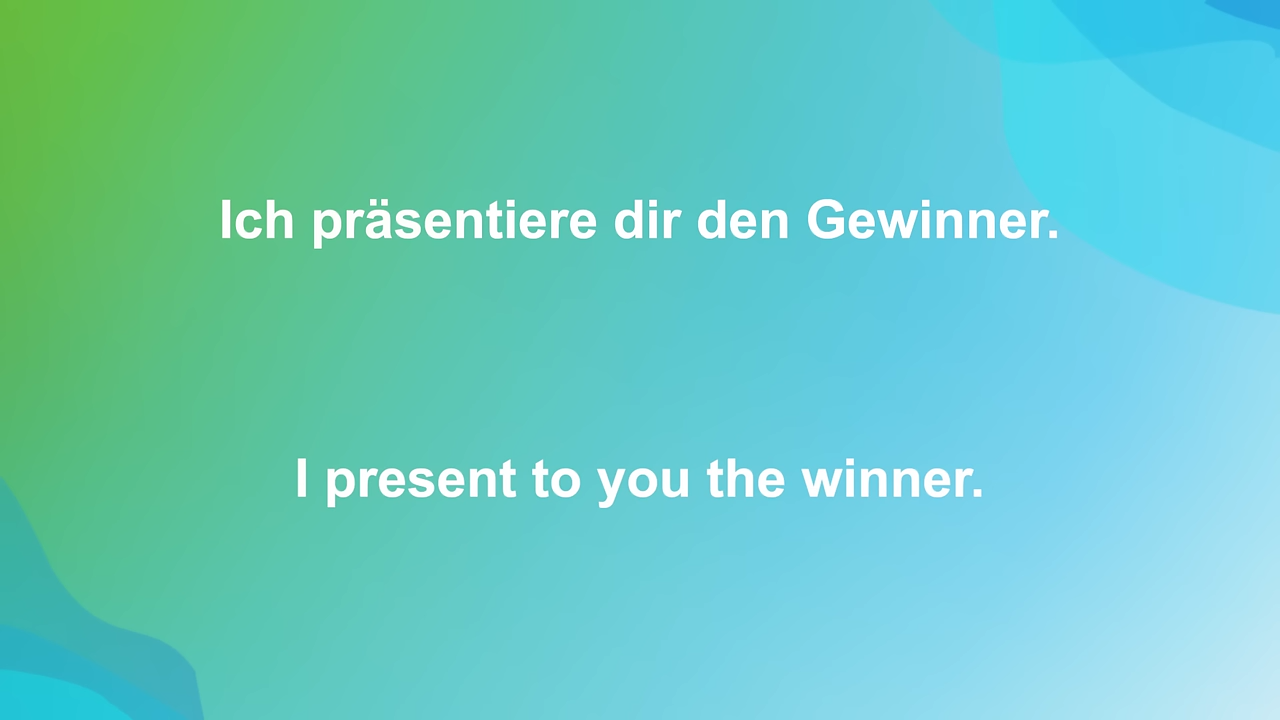 Ich präsentiere dir den Gewinner.
I present to you the winner.